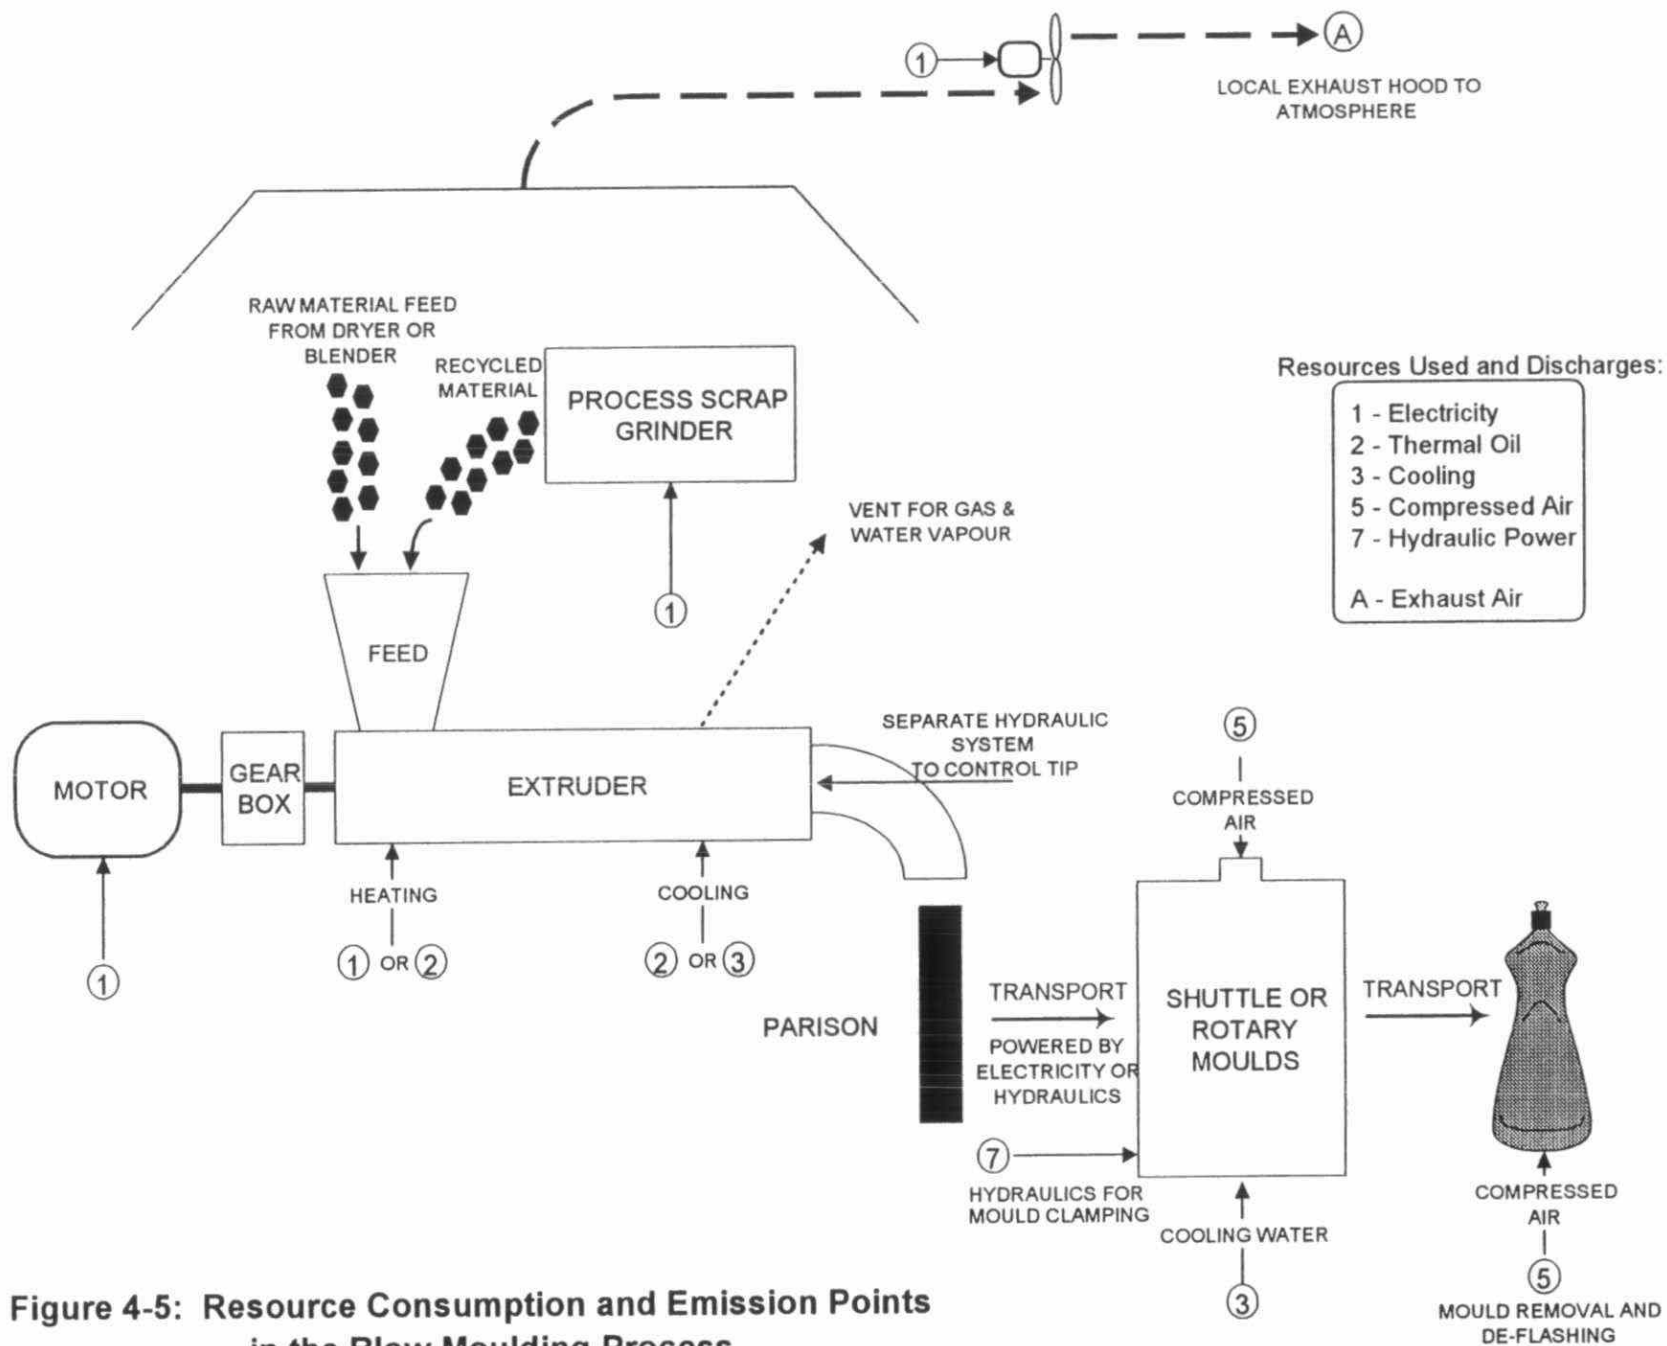 1
A
LOCAL EXHAUST HOOD TO
ATMOSPHERE
RAW MATERIAL FEED
FROM DRYER OR
BLENDER
RECYCLED
MATERIAL
PROCESS SCRAP
GRINDER
1
Resources Used and Discharges:
1 - Electricity
2 - Thermal Oil
3 - Cooling
5 - Compressed Air
7 - Hydraulic Power
A - Exhaust Air
VENT FOR GAS &
WATER VAPOUR
FEED
MOTOR
GEAR
BOX
EXTRUDER
SEPARATE HYDRAULIC
SYSTEM
TO CONTROL TIP
1
HEATING
1 OR 2
COOLING
2 OR 3
5
COMPRESSED
AIR
PARISON
TRANSPORT
POWERED BY
ELECTRICITY OR
HYDRAULICS
SHUTTLE OR
ROTARY
MOULDS
TRANSPORT
7
HYDRAULICS FOR
MOULD CLAMPING
COOLING WATER
3
COMPRESSED
AIR
5
MOULD REMOVAL AND
DE-FLASHING
Figure 4-5: Resource Consumption and Emission Points
in the Blow Moulding Process